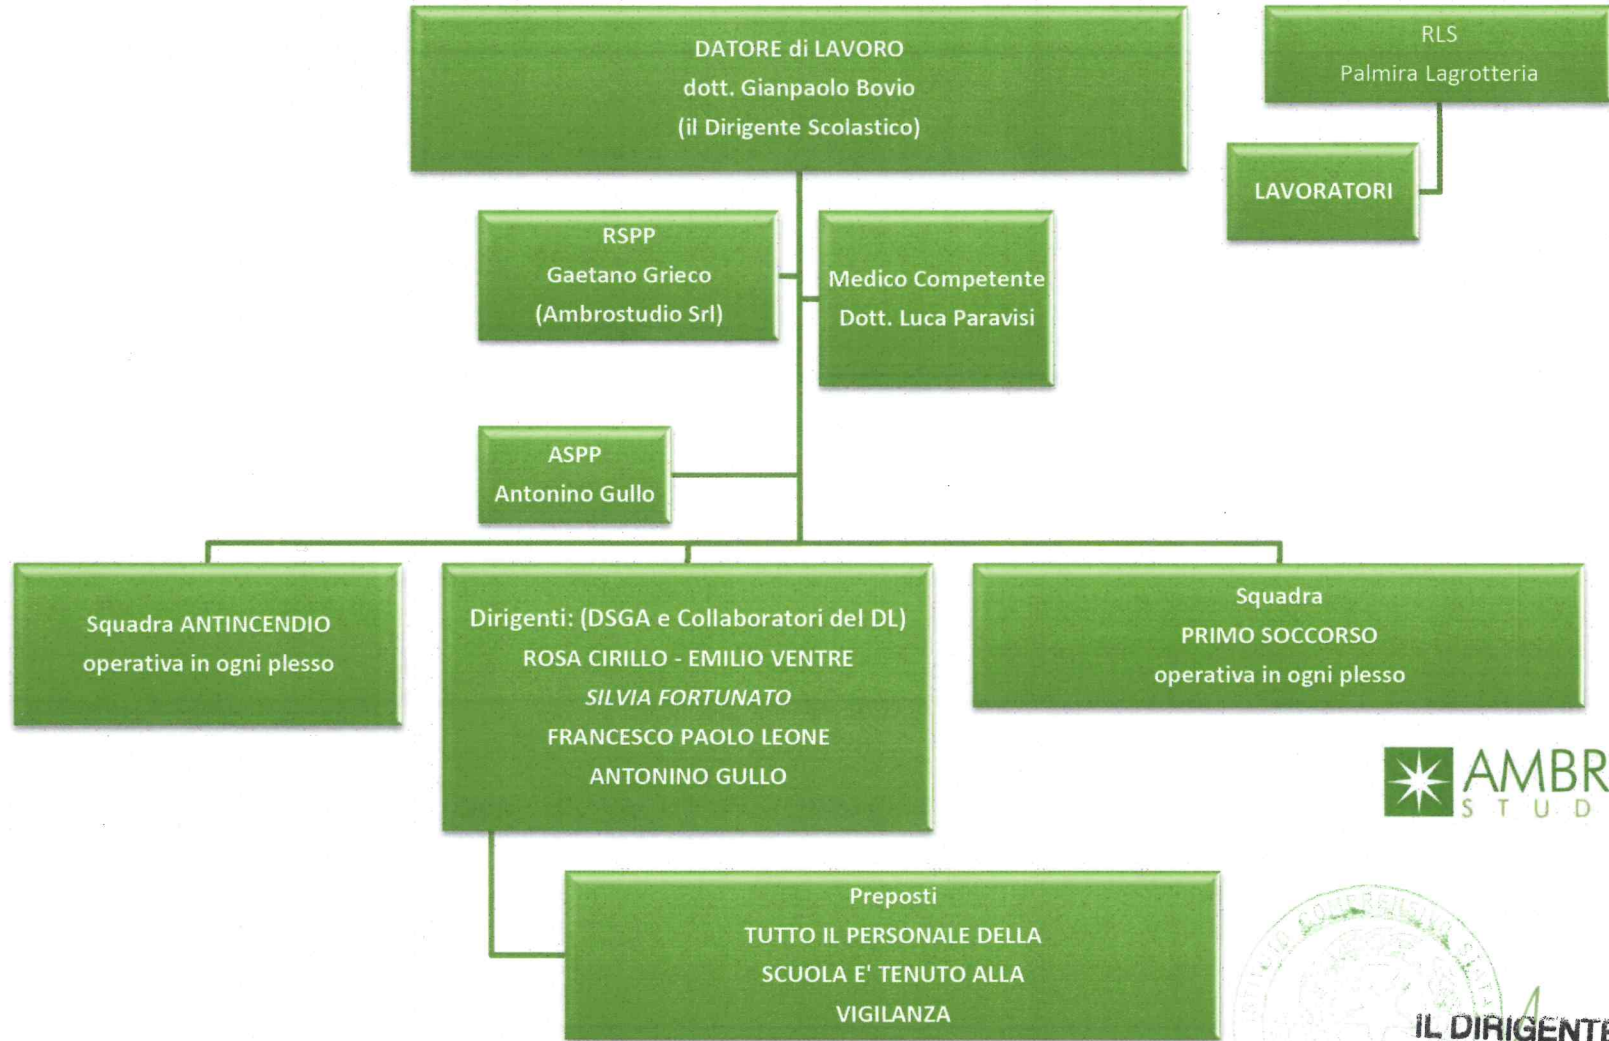 DATORE di LAVORO
dott. Gianpaolo Bovio
(il Dirigente Scolastico)
RLS
Palmira Lagrotteria
LAVORATORI
RSPP
Gaetano Grieco
(Ambrostudio Srl)
Medico Competente
Dott. Luca Paravisi
ASPP
Antonino Gullo
Squadra ANTINCENDIO
operativa in ogni plesso
Dirigenti: (DSGA e Collaboratori del DL)
ROSA CIRILLO - EMILIO VENTRE
SILVIA FORTUNATO
FRANCESCO PAOLO LEONE
ANTONINO GULLO
Squadra
PRIMO SOCCORSO
operativa in ogni plesso
AMBR
STUD
Preposti
TUTTO IL PERSONALE DELLA
SCUOLA E' TENUTO ALLA
VIGILANZA
IL DIRIGENTE